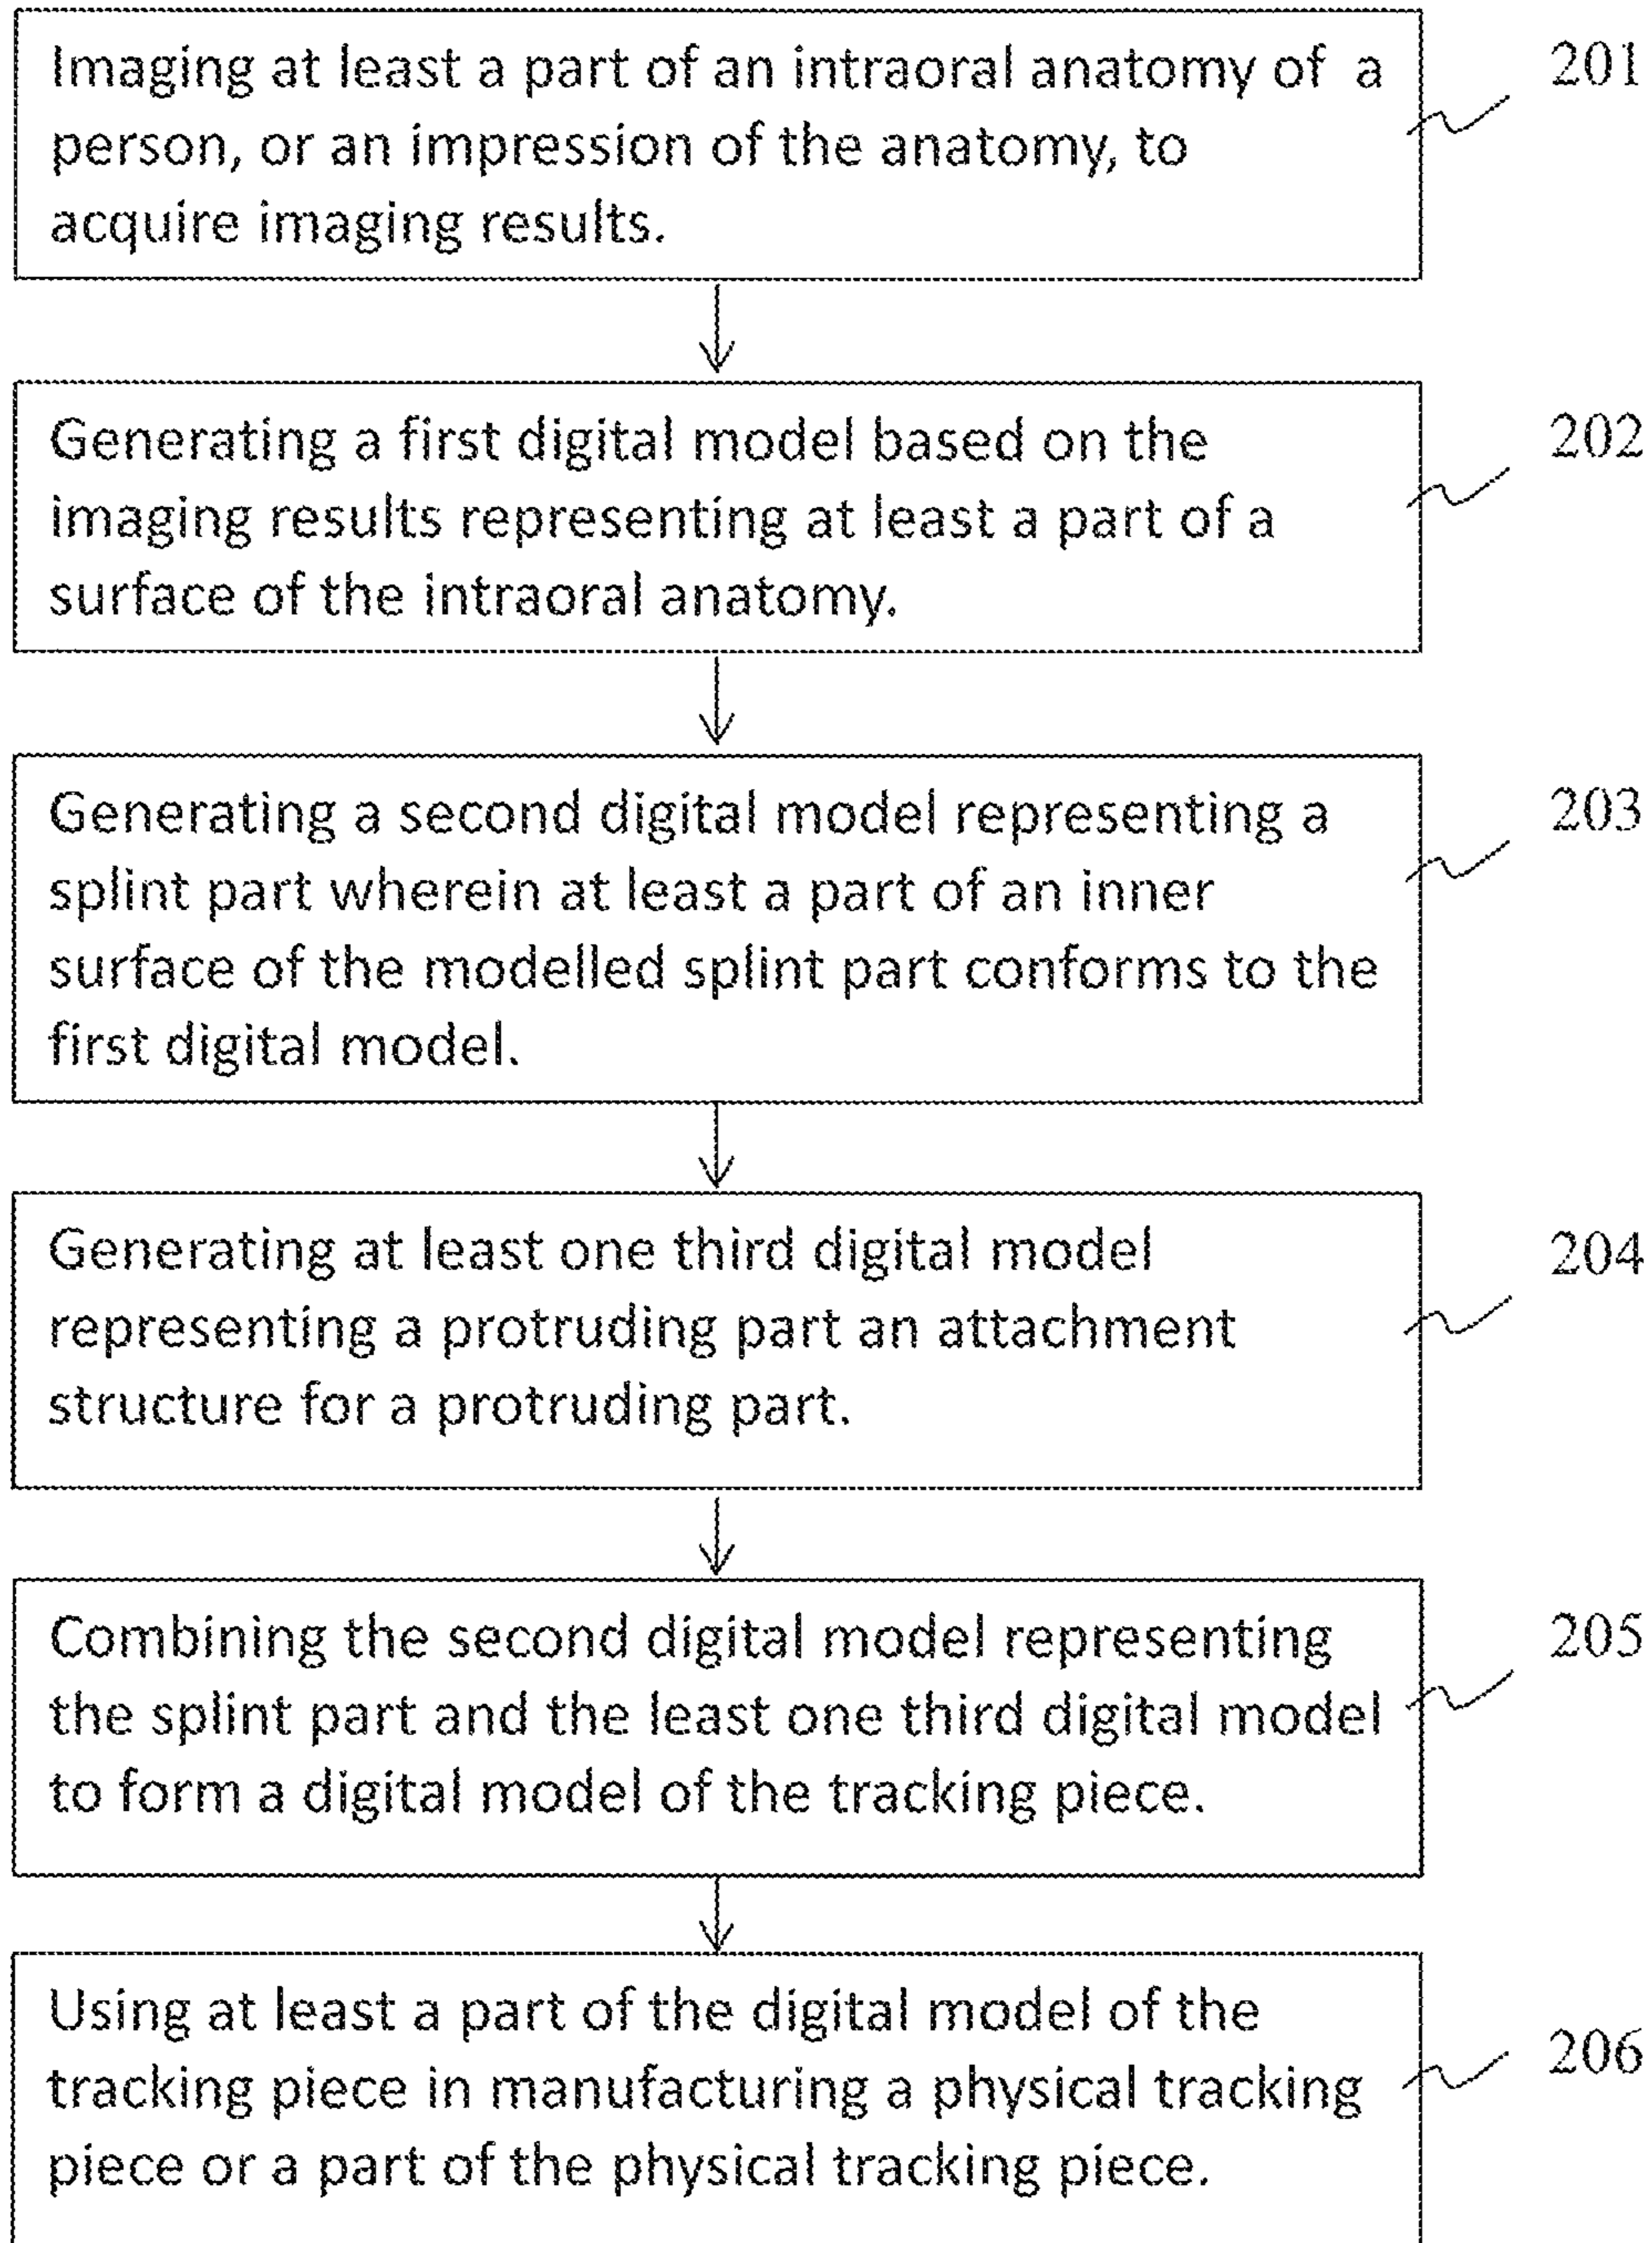 Imaging at least a part of an intraoral anatomy of a
person, or an impression of the anatomy, to
acquire imaging results.
201
Generating a first digital model based on the
imaging results representing at least a part of a
surface of the intraoral anatomy.
202
Generating a second digital model representing a
splint part wherein at least a part of an inner
surface of the modelled splint part conforms to the
first digital model.
203
Generating at least one third digital model
representing a protruding part an attachment
structure for a protruding part.
204
Combining the second digital model representing
the splint part and the least one third digital model
to form a digital model of the tracking piece.
205
Using at least a part of the digital model of the
tracking piece in manufacturing a physical tracking
piece or a part of the physical tracking piece.
206